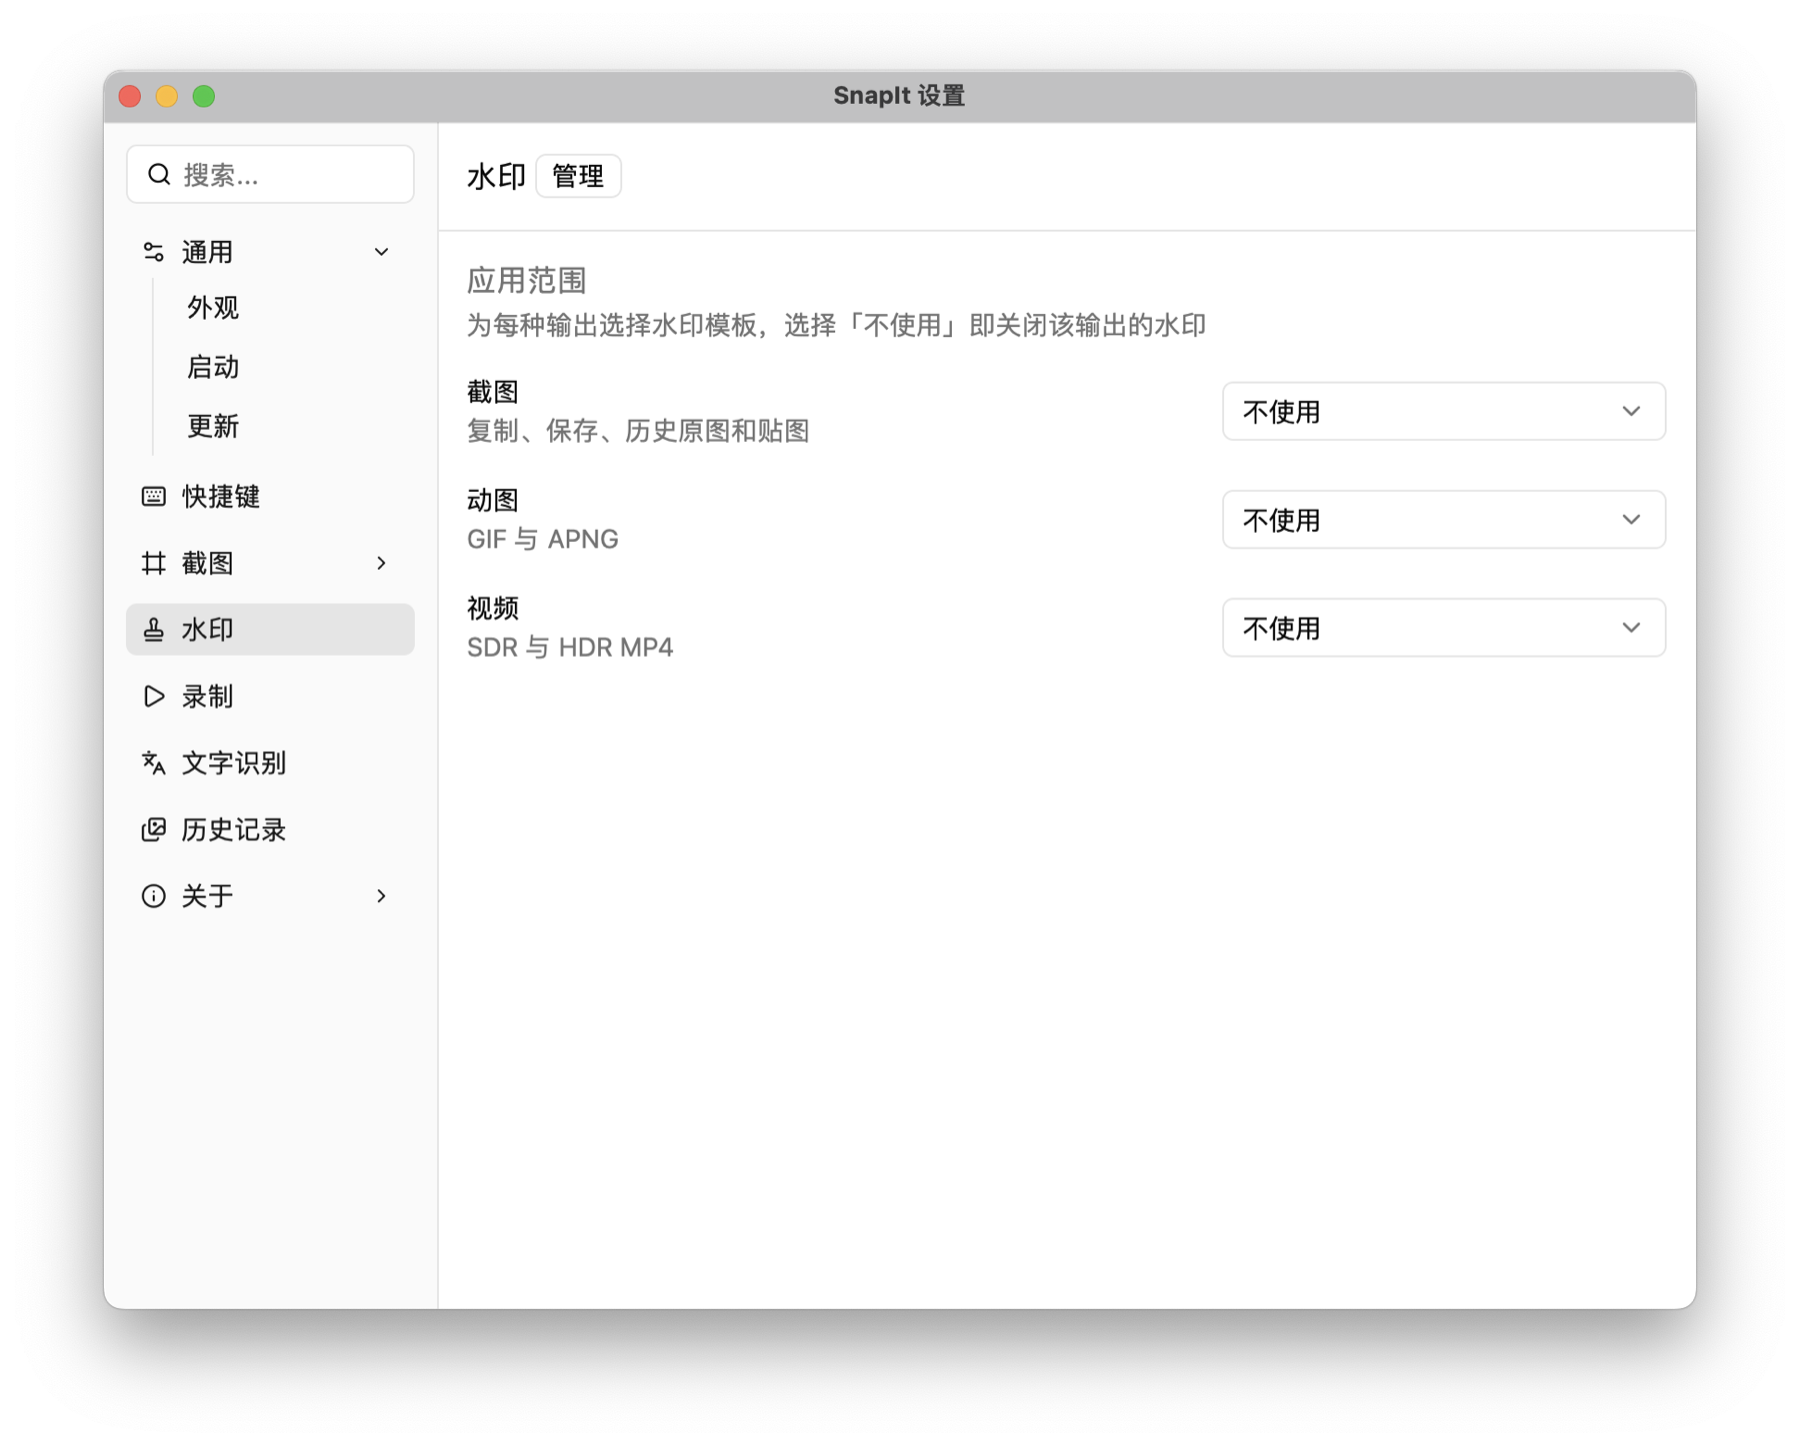 SnapIt 设置
搜索...
通用
外观
启动
更新
快捷键
截图
水印
录制
文字识别
历史记录
关于
水印 管理
应用范围
为每种输出选择水印模板，选择「不使用」即关闭该输出的水印
截图
复制、保存、历史原图和贴图
不使用
动图
GIF 与 APNG
不使用
视频
SDR 与 HDR MP4
不使用